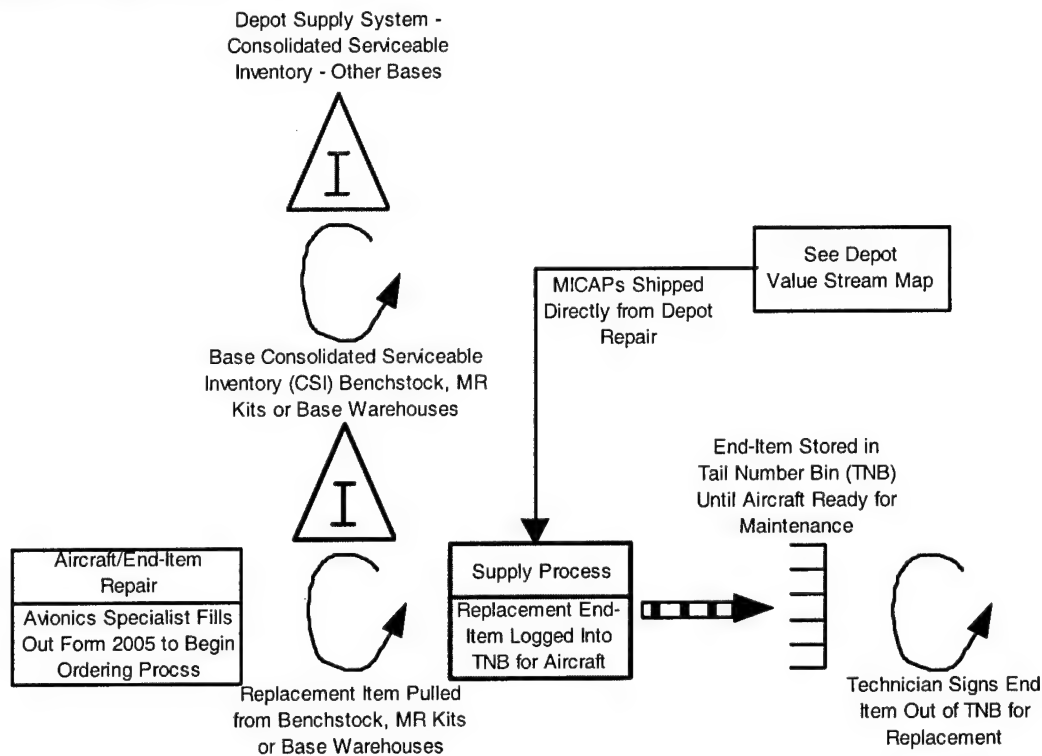 Depot Supply System -
Consolidated Serviceable
Inventory - Other Bases
I
See Depot
Value Stream Map
MICAPs Shipped
Directly from Depot
Repair
Base Consolidated Serviceable
Inventory (CSI) Benchstock, MR
Kits or Base Warehouses
I
End-Item Stored in
Tail Number Bin (TNB)
Until Aircraft Ready for
Maintenance
Aircraft/End-Item
Repair
Avionics Specialist Fills
Out Form 2005 to Begin
Ordering Procss
Supply Process
Replacement End-
Item Logged Into
TNB for Aircraft
Replacement Item Pulled
from Benchstock, MR Kits
or Base Warehouses
Technician Signs End
Item Out of TNB for
Replacement